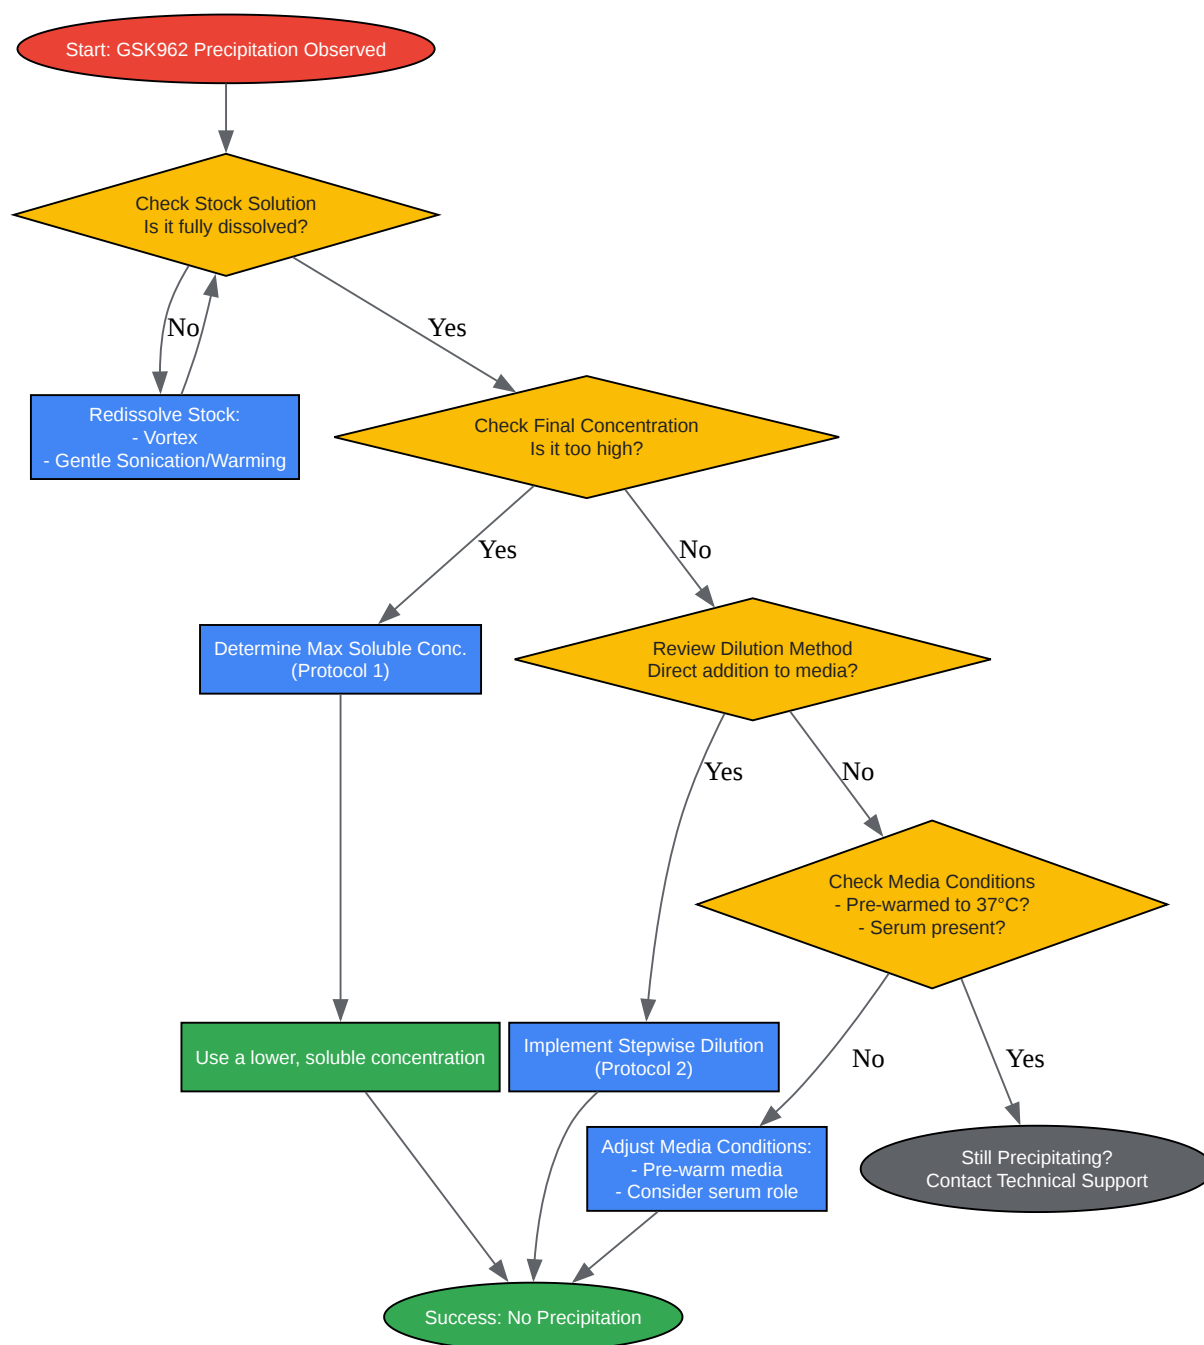 Start: GSK962 Precipitation Observed
Check Stock Solution
Is it fully dissolved?
No
Yes
Redissolve Stock:
- Vortex
- Gentle Sonication/Warming
Check Final Concentration
Is it too high?
Yes
No
Determine Max Soluble Conc.
(Protocol 1)
Review Dilution Method
Direct addition to media?
Yes
No
Check Media Conditions
- Pre-warmed to 37°C?
- Serum present?
Use a lower, soluble concentration
Implement Stepwise Dilution
(Protocol 2)
No
Yes
Adjust Media Conditions:
- Pre-warm media
- Consider serum role
Still Precipitating?
Contact Technical Support
Success: No Precipitation